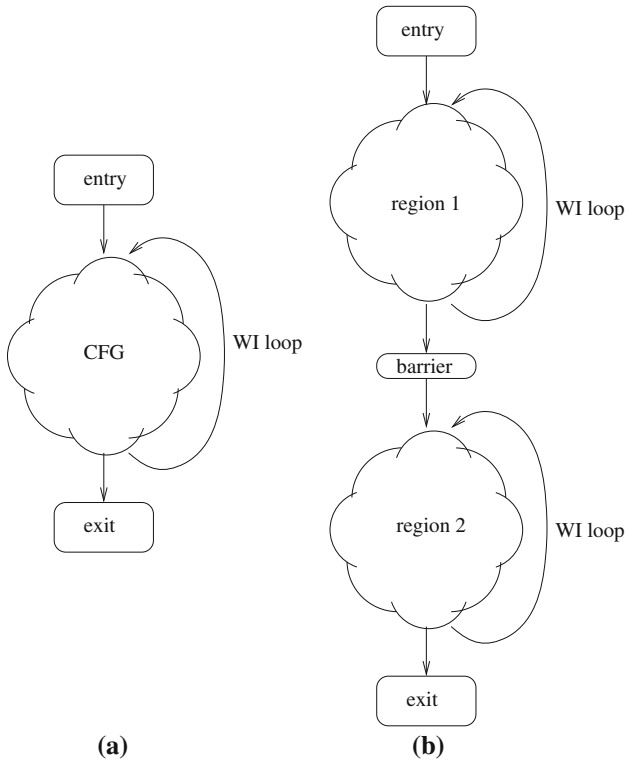 entry
CFG
WI loop
exit
(a)
entry
region 1
WI loop
barrier
region 2
WI loop
exit
(b)